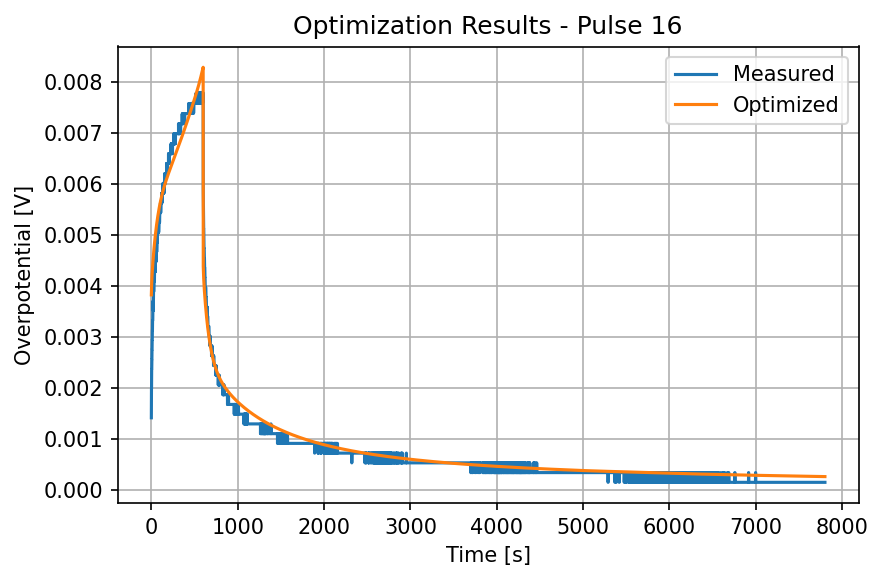 Optimization Results - Pulse 16
Measured
Optimized
Overpotential [V]
0.008
0.007
0.006
0.005
0.004
0.003
0.002
0.001
0.000
0 1000 2000 3000 4000 5000 6000 7000 8000
Time [s]